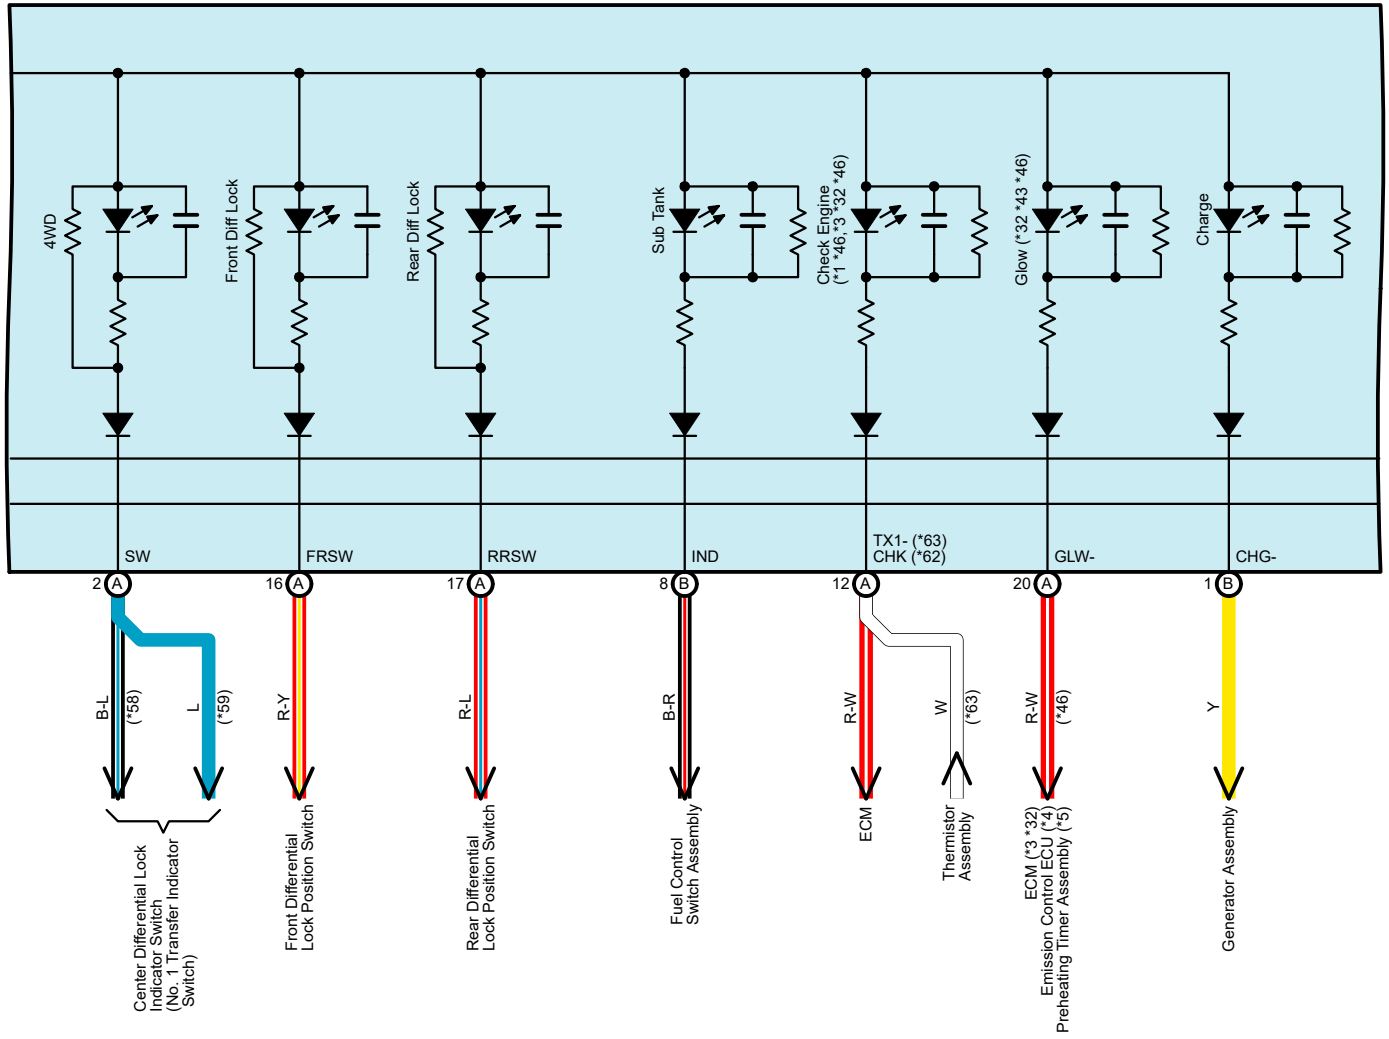 4WD
Front Diff Lock
Rear Diff Lock
Sub Tank
Check Engine
(*1 *46,*3 *32 *46)
Glow (*32 *43 *46)
Charge
SW
FRSW
RRSW
IND
TX1- (*63)
CHK (*62)
GLW-
CHG-
2 A
16 A
17 A
8 B
12 A
20 A
1 B
B-L
(*58)
L
(*59)
R-Y
R-L
B-R
R-W
W
(*63)
R-W
(*46)
Y
Center Differential Lock
Indicator Switch
(No. 1 Transfer Indicator
Switch)
Front Differential
Lock Position Switch
Rear Differential
Lock Position Switch
Fuel Control
Switch Assembly
ECM
Thermistor
Assembly
ECM (*3 *32)
Emission Control ECU (*4)
Preheating Timer Assembly (*5)
Generator Assembly